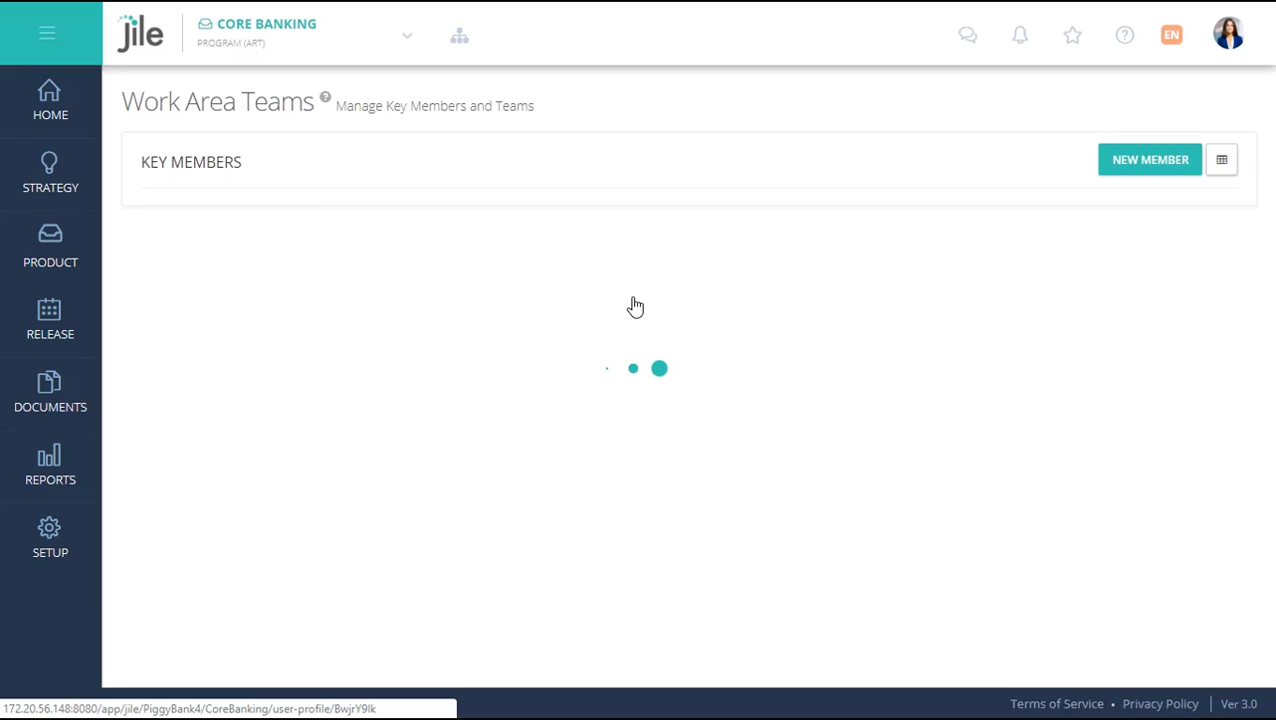 jile
CORE BANKING
PROGRAM (ART)
EN
HOME
STRATEGY
PRODUCT
RELEASE
DOCUMENTS
REPORTS
SETUP
Work Area Teams ? Manage Key Members and Teams
KEY MEMBERS
NEW MEMBER
172.20.56.148:8080/app/jile/PiggyBank4/CoreBanking/user-profile/BwjrY9lk
Terms of Service • Privacy Policy | Ver 3.0